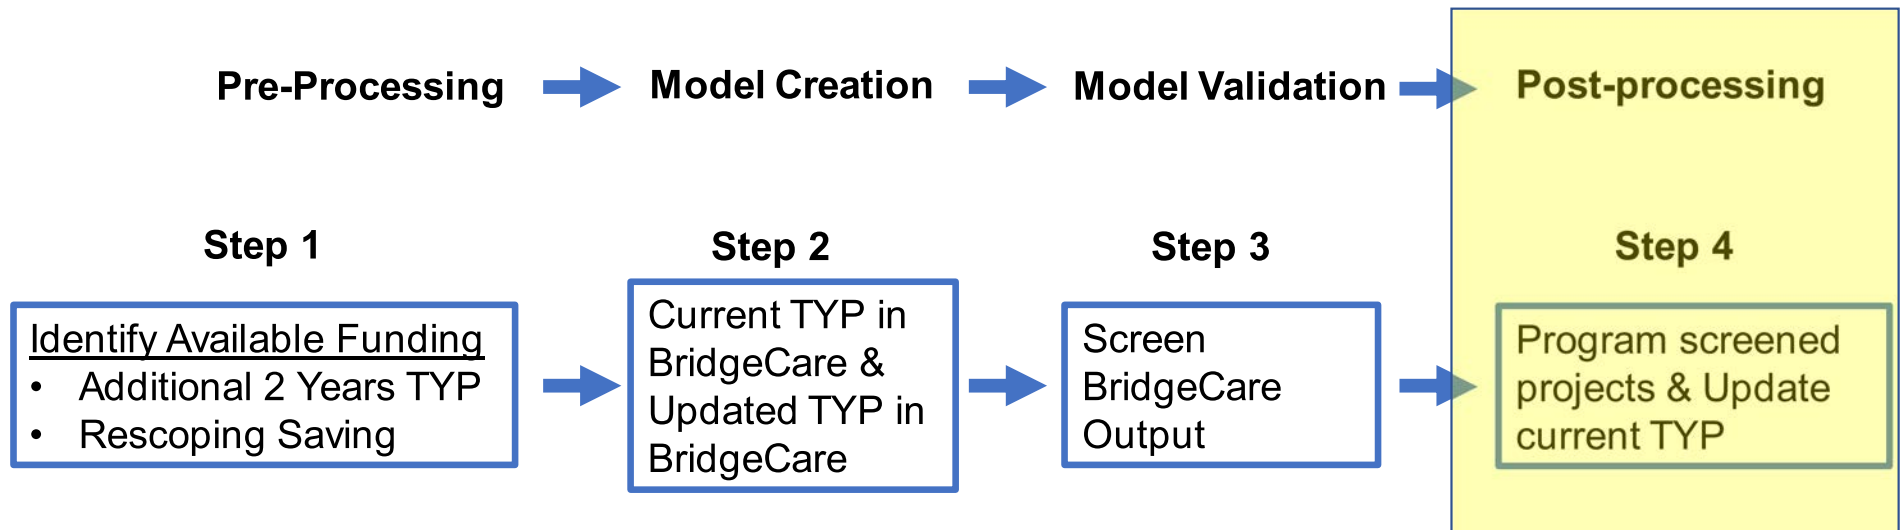 Pre-Processing
Model Creation
Model Validation
Post-processing
Step 1
Step 2
Step 3
Step 4
Identify Available Funding
• Additional 2 Years TYP
• Rescoping Saving
Current TYP in
BridgeCare &
Updated TYP in
BridgeCare
Screen
BridgeCare
Output
Program screened
projects & Update
current TYP